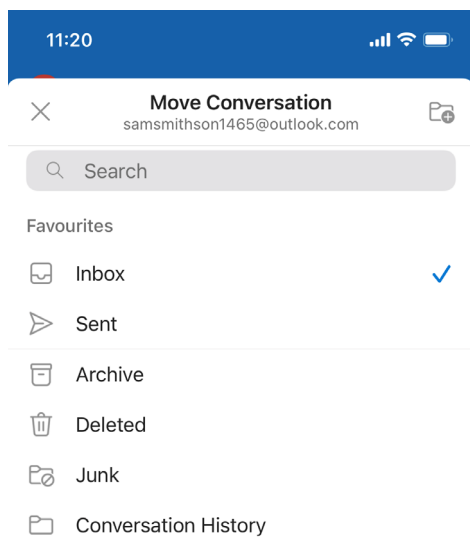 11:20
Move Conversation
samsmithson1465@outlook.com
Search
Favourites
Inbox
Sent
Archive
Deleted
Junk
Conversation History